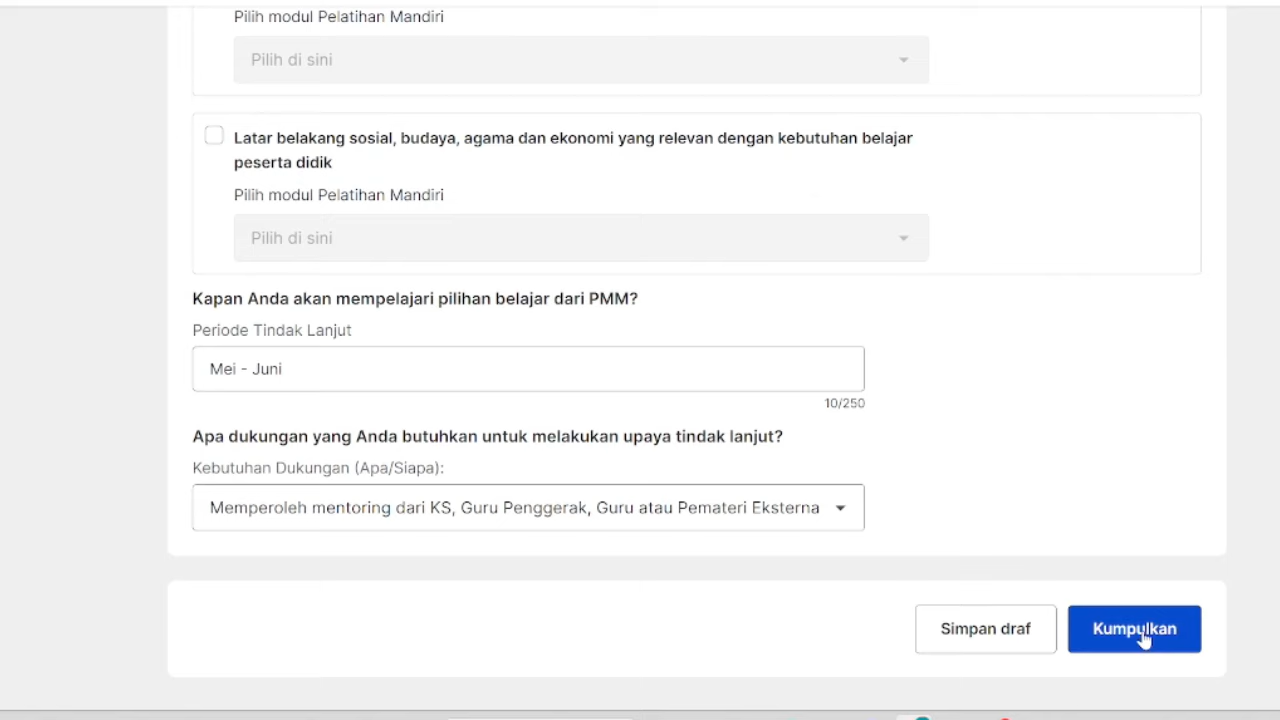 Pilih modul Pelatihan Mandiri
Pilih di sini
Latar belakang sosial, budaya, agama dan ekonomi yang relevan dengan kebutuhan belajar
peserta didik
Pilih modul Pelatihan Mandiri
Pilih di sini
Kapan Anda akan mempelajari pilihan belajar dari PMM?
Periode Tindak Lanjut
Mei - Juni
10/250
Apa dukungan yang Anda butuhkan untuk melakukan upaya tindak lanjut?
Kebutuhan Dukungan (Apa/Siapa):
Memperoleh mentoring dari KS, Guru Penggerak, Guru atau Pemateri Eksterna
Simpan draf
Kumpulkan